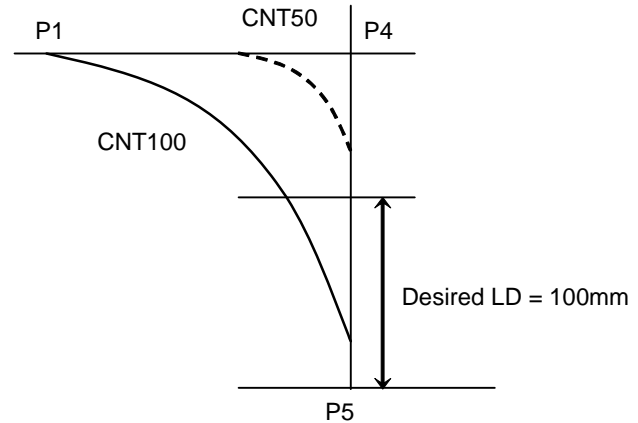 CNT50
P1
P4
CNT100
Desired LD = 100mm
P5